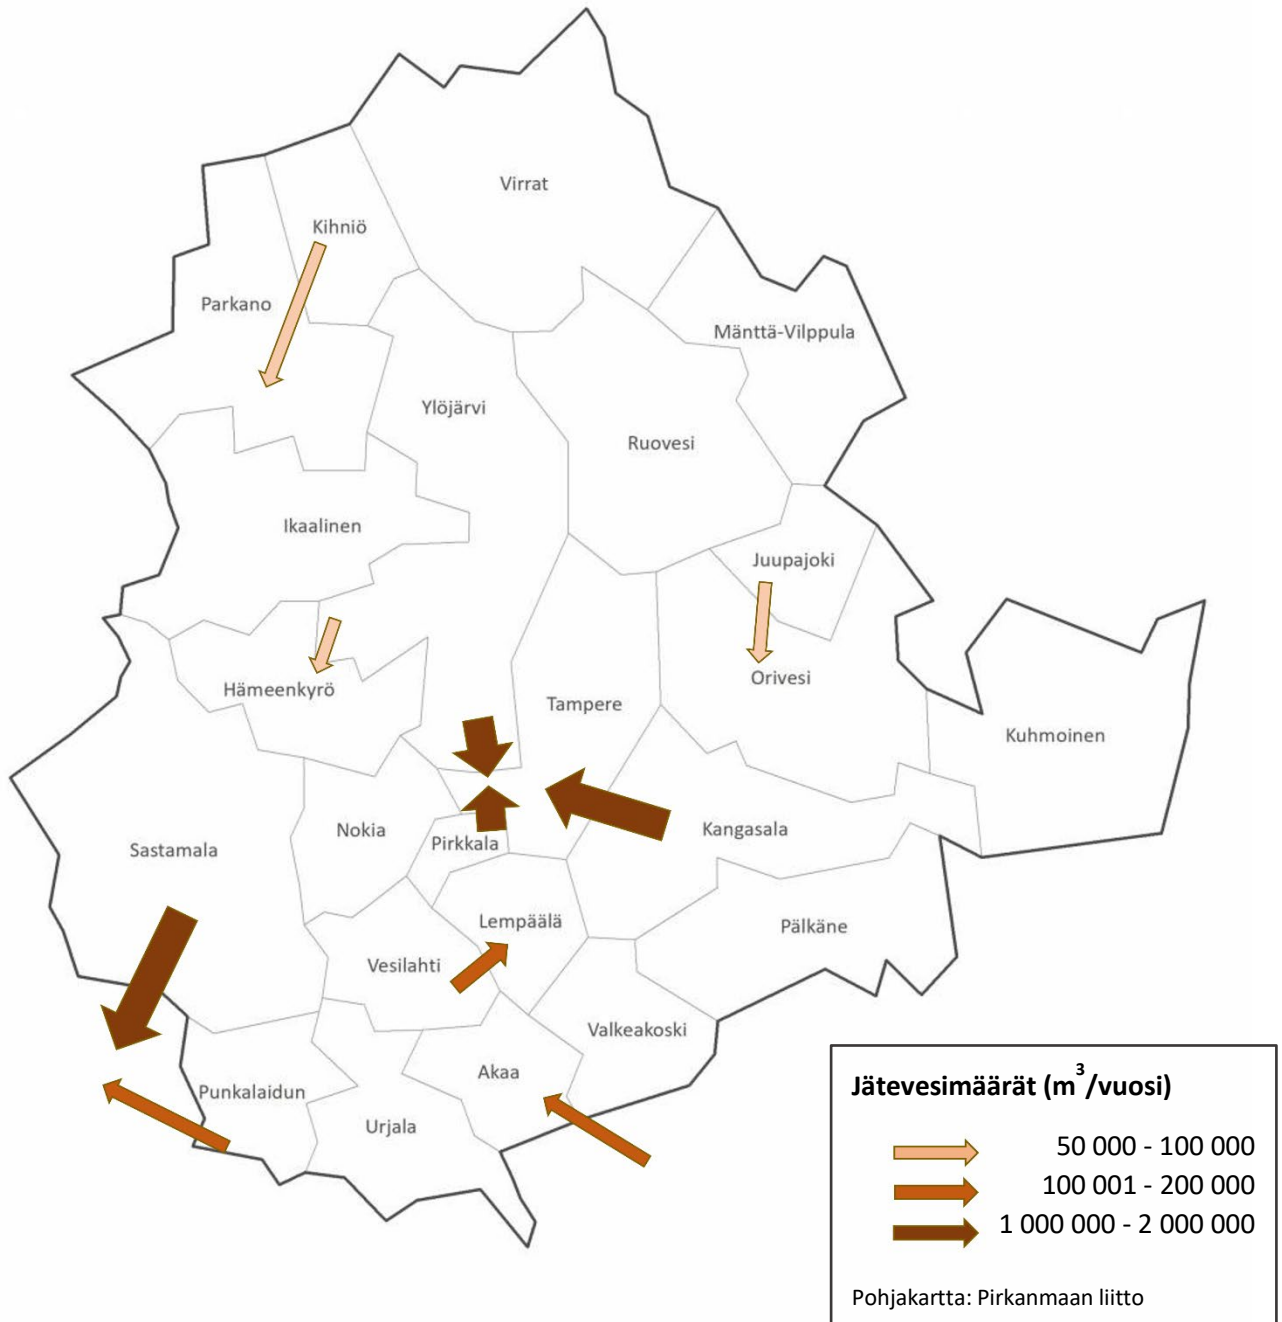 Virrat
Kihniö
Parkano
Mänttä-Vilppula
Ylöjärvi
Ruovesi
Ikaalinen
Juupajoki
Orivesi
Hämeenkyrö
Tampere
Kuhmoinen
Nokia
Kangasala
Pirkkala
Sastamala
Lempäälä
Pälkäne
Vesilahti
Valkeakoski
Akaa
Punkalaidun
Urjala
Jätevesimäärät (m³/vuosi)
50 000 - 100 000
100 001 - 200 000
1 000 000 - 2 000 000
Pohjakartta: Pirkanmaan liitto